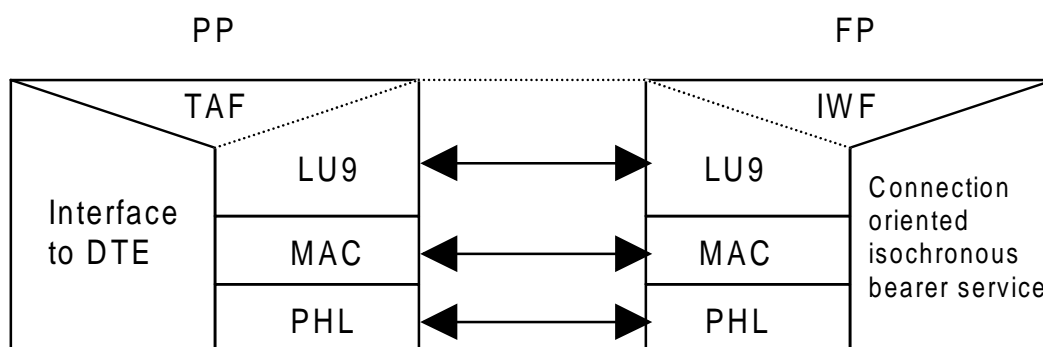 PP
FP
TAF
IWF
LU9
LU9
Interface
to DTE
Connection
oriented
isochronous
bearer service
MAC
MAC
PHL
PHL